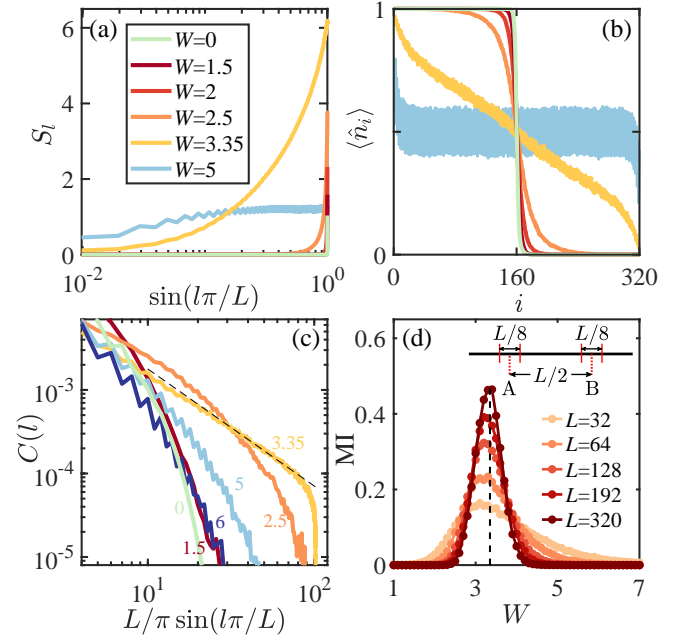 (a)
6
4
2
0
S_l
W=0
W=1.5
W=2
W=2.5
W=3.35
W=5
10^-2
10^-1
10^0
sin(lπ/L)
(b)
1
0
⟨n̂_i⟩
0
160
320
i
(c)
10^-3
10^-4
10^-5
C(l)
3.35
5
2.5
0
6
1.5
10^1
10^2
L/π sin(lπ/L)
(d)
0.6
0.4
0.2
0
MI
L/8
L/8
L/2
A
B
L=32
L=64
L=128
L=192
L=320
1
3
5
7
W